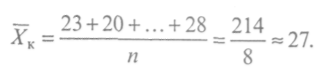 X̄к = (23 + 20 + ... + 28) / n = 214 / 8 ≈ 27.